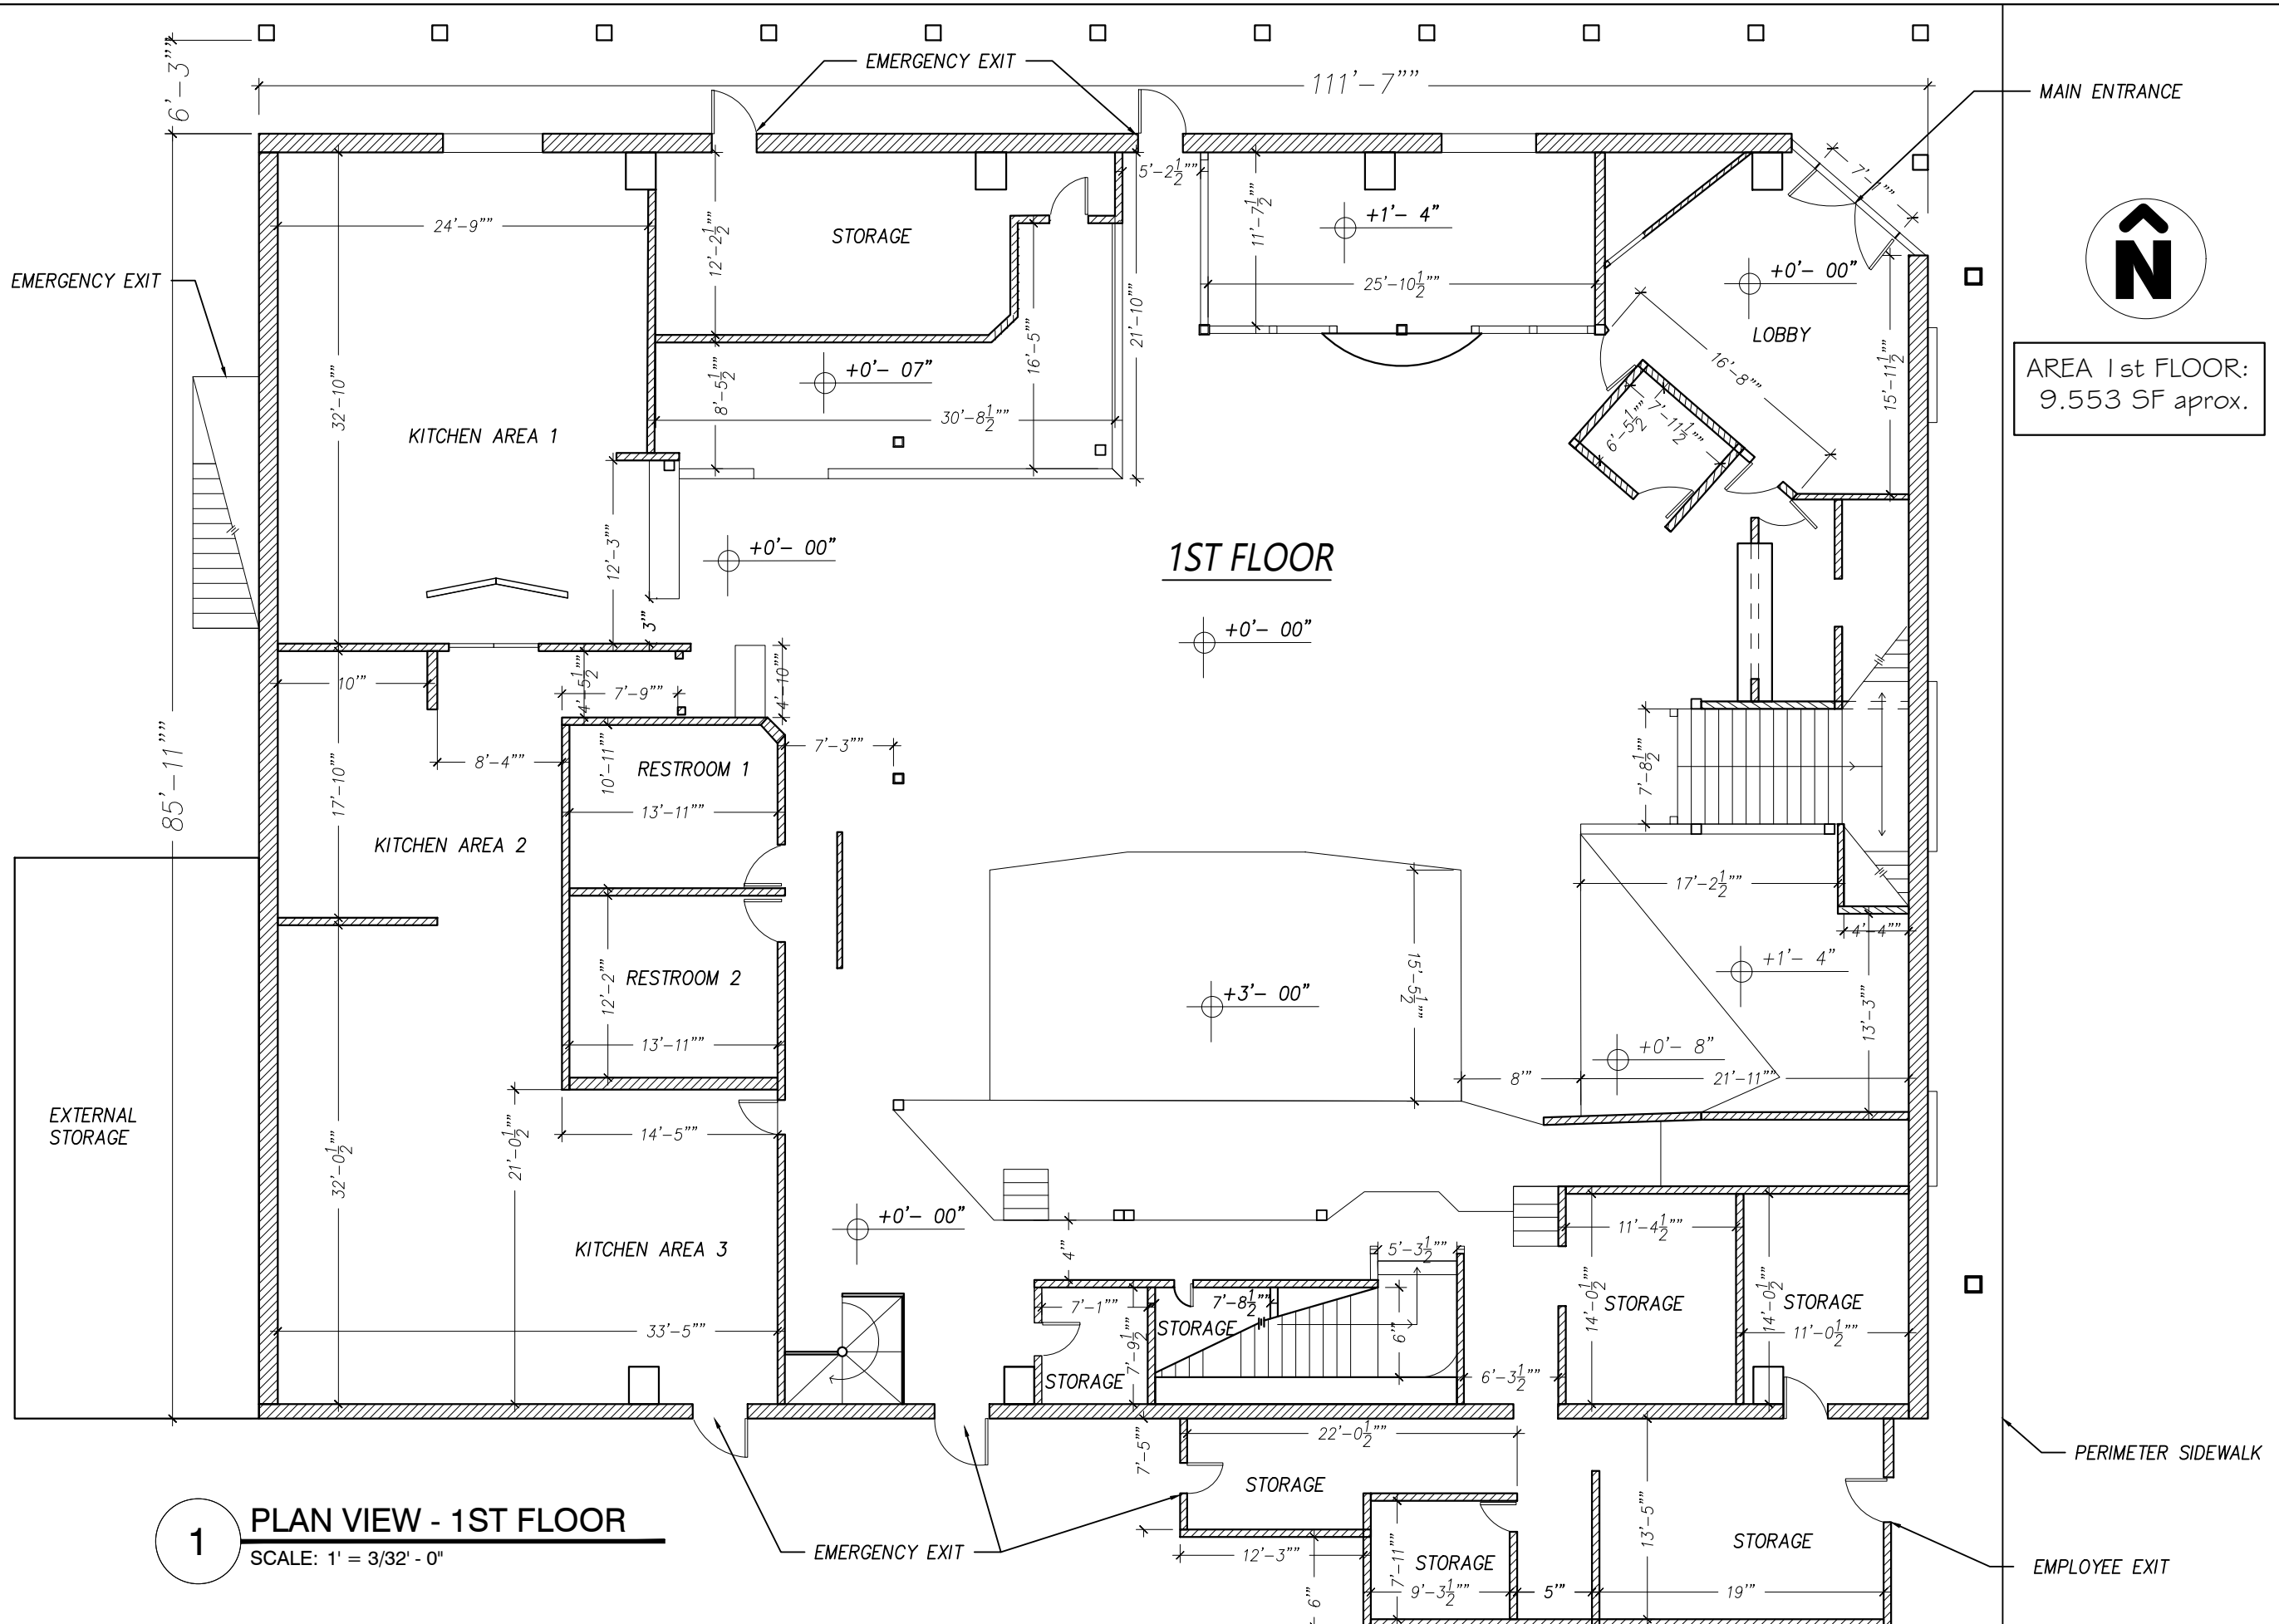 EMERGENCY EXIT
6'-3""
111'-7""
MAIN ENTRANCE
7'-1""
5'-2 1/2""
11'-7 1/2""
+1'- 4"
24'-9""
12'-2 1/2""
STORAGE
N
EMERGENCY EXIT
+0'- 00"
25'-10 1/2""
21'-10""
LOBBY
16'-5""
16'-8""
15'-11 1/2""
AREA 1st FLOOR:
9.553 SF aprox.
+0'- 07"
8'-5 1/2""
32'-10""
30'-8 1/2""
6'-5 1/2""
7'-11 1/2""
KITCHEN AREA 1
+0'- 00"
1ST FLOOR
12'-3""
3'"
+0'- 00"
10'"
4'-5 1/2""
7'-9""
4'-10""
85'-11""
8'-4""
10'-11""
RESTROOM 1
7'-3""
7'-8 1/2""
17'-10""
13'-11""
KITCHEN AREA 2
17'-2 1/2""
4'-4""
+1'- 4"
RESTROOM 2
12'-2""
15'-5 1/2""
+3'- 00"
13'-3""
13'-11""
+0'- 8"
8'"
21'-11""
EXTERNAL
STORAGE
14'-5""
21'-0 1/2""
32'-0 1/2""
+0'- 00"
11'-4 1/2""
KITCHEN AREA 3
4'"
5'-3 1/2""
14'-0 1/2""
14'-0 1/2""
STORAGE
STORAGE
7'-1""
7'-8 1/2""
STORAGE
6'"
33'-5""
11'-0 1/2""
7'-9 1/2""
STORAGE
6'-3 1/2""
22'-0 1/2""
7'-5""
PERIMETER SIDEWALK
STORAGE
1
PLAN VIEW - 1ST FLOOR
SCALE: 1' = 3/32' - 0"
13'-5""
STORAGE
EMERGENCY EXIT
12'-3""
7'-11""
STORAGE
EMPLOYEE EXIT
6'"
9'-3 1/2""
5'"
19'"